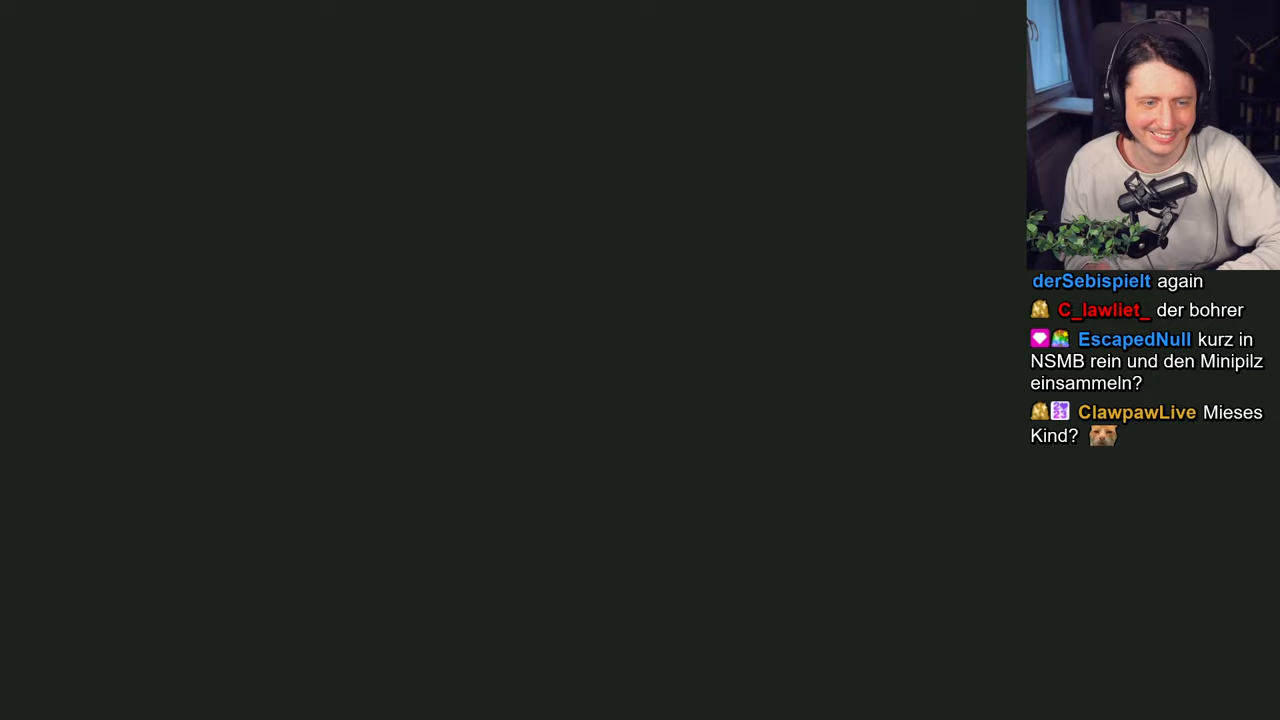 derSebispielt again
C_lawliet_ der bohrer
EscapedNull kurz in
NSMB rein und den Minipilz
einsammeln?
ClawpawLive Mieses
Kind?